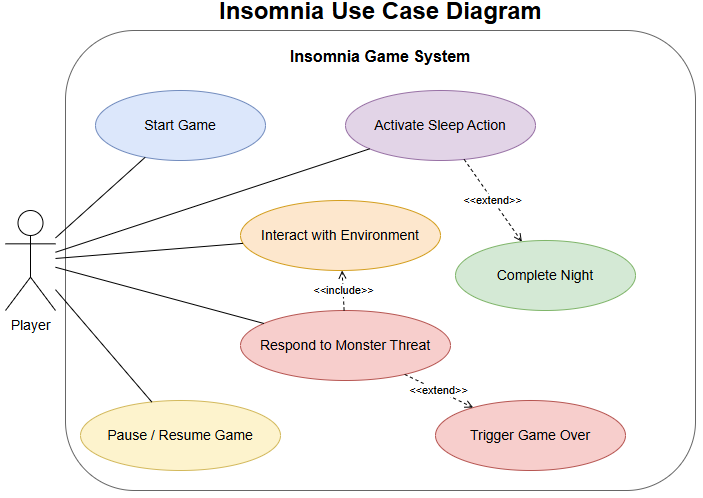 Insomnia Use Case Diagram
Insomnia Game System
Start Game
Activate Sleep Action
<<extend>>
Interact with Environment
Complete Night
<<include>>
Player
Respond to Monster Threat
<<extend>>
Pause / Resume Game
Trigger Game Over